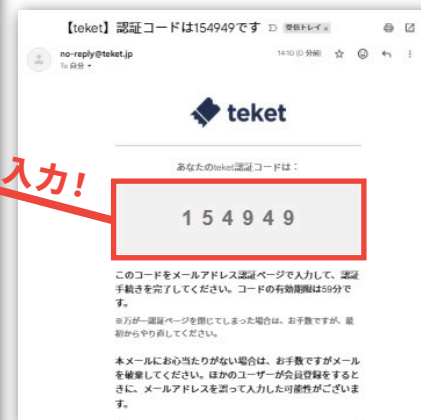 【teket】認証コードは154949です 受信トレイ×
no-reply@teket.jp 14:10 (0 分前)
To 自分
teket
あなたのteket認証コードは：
入力！
154949
このコードをメールアドレス認証ページで入力して、認証
手続きを完了してください。コードの有効期限は59分で
す。
※万が一認証ページを閉じてしまった場合は、お手数ですが、最
初からやり直してください。
本メールにお心当たりがない場合は、お手数ですがメール
を破棄してください。ほかのユーザーが会員登録をすると
きに、メールアドレスを誤って入力した可能性がございま
す。